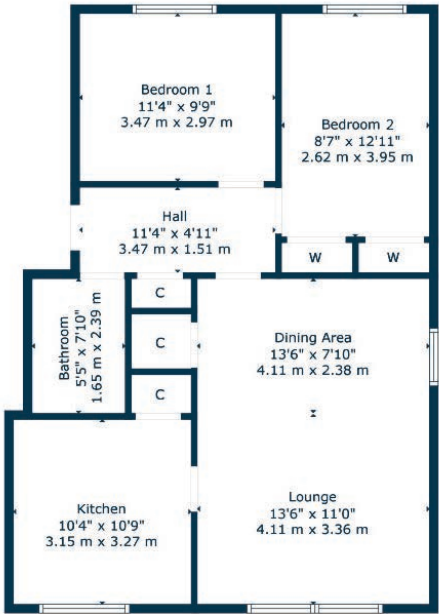 Bedroom 1
11'4" x 9'9"
3.47 m x 2.97 m
Bedroom 2
8'7" x 12'11"
2.62 m x 3.95 m
Hall
11'4" x 4'11"
3.47 m x 1.51 m
W
W
C
C
C
Bathroom
5'5" x 7'10"
1.65 m x 2.39 m
Dining Area
13'6" x 7'10"
4.11 m x 2.38 m
Kitchen
10'4" x 10'9"
3.15 m x 3.27 m
Lounge
13'6" x 11'0"
4.11 m x 3.36 m